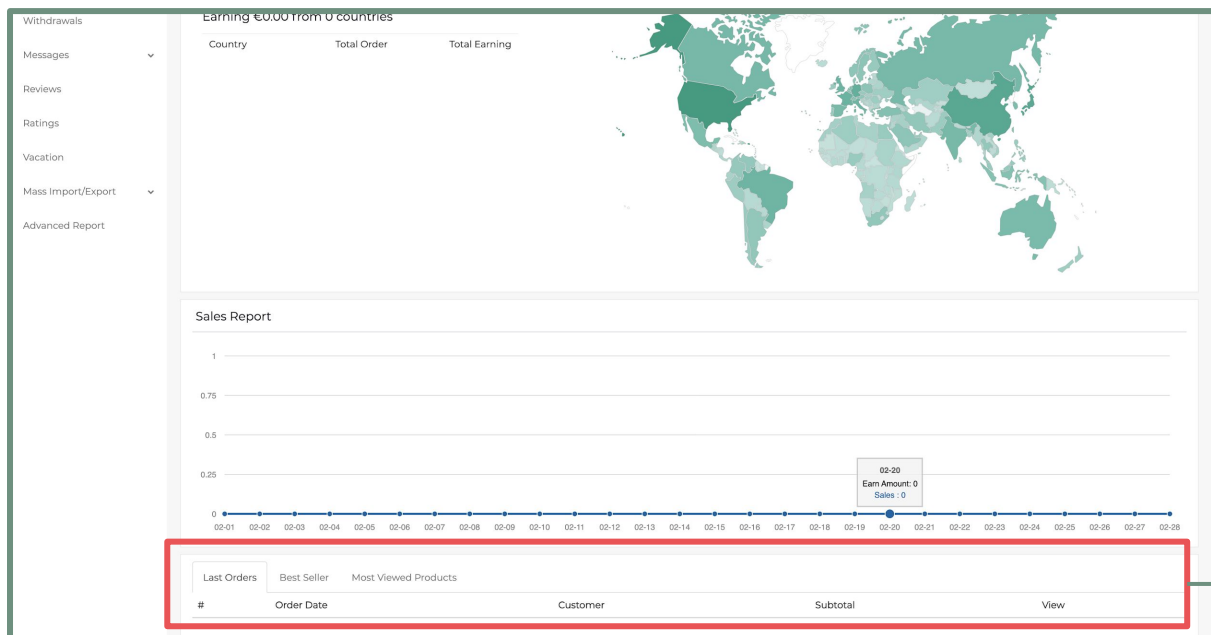 Withdrawals
Messages
Reviews
Ratings
Vacation
Mass Import/Export
Advanced Report
Earning €0.00 from 0 countries
Country Total Order Total Earning
Sales Report
1
0.75
0.5
0.25
0
02-20
Earn Amount: 0
Sales : 0
02-01 02-02 02-03 02-04 02-05 02-06 02-07 02-08 02-09 02-10 02-11 02-12 02-13 02-14 02-15 02-16 02-17 02-18 02-19 02-20 02-21 02-22 02-23 02-24 02-25 02-26 02-27 02-28
Last Orders Best Seller Most Viewed Products
# Order Date Customer Subtotal View